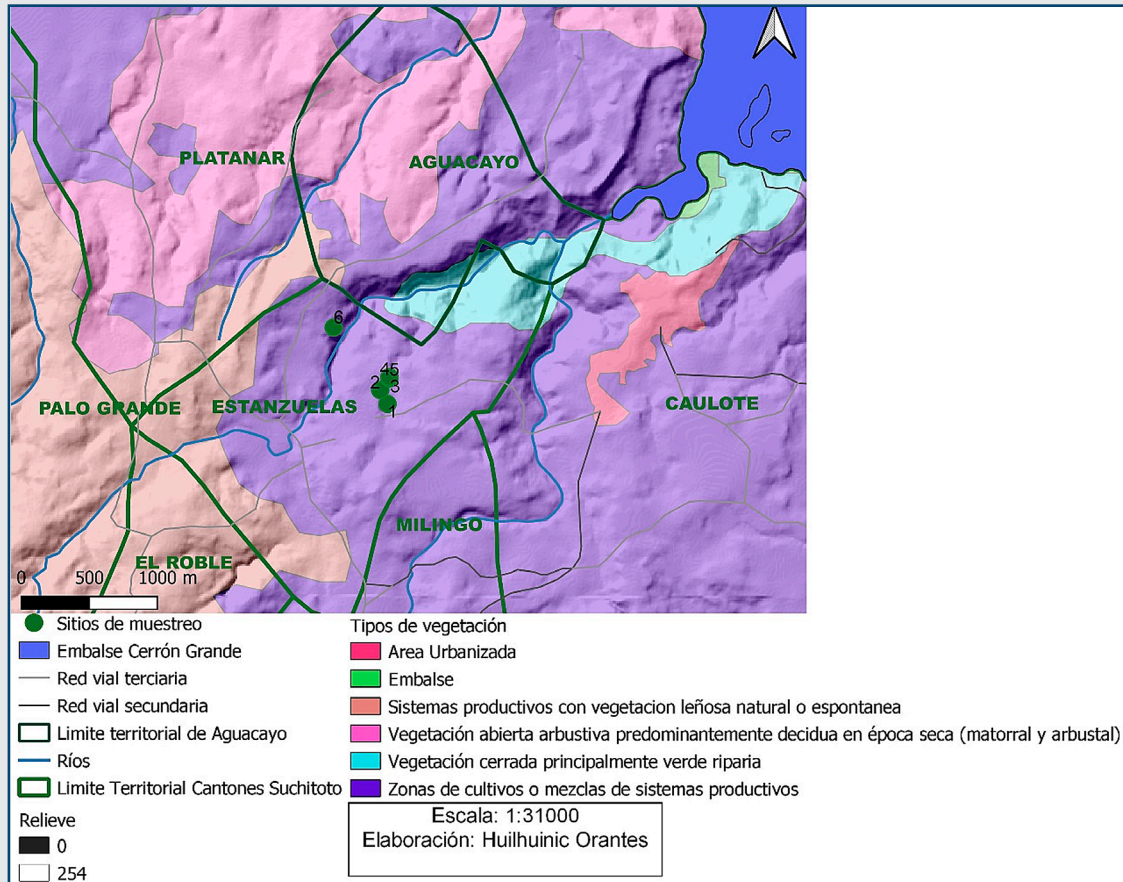 PLATANAR
AGUACAYO
6
45
2
3
1
PALO GRANDE
ESTANZUELAS
CAULOTE
MILINGO
EL ROBLE
0 500 1000 m
Sitios de muestreo
Embalse Cerrón Grande
Red vial terciaria
Red vial secundaria
Limite territorial de Aguacayo
Ríos
Limite Territorial Cantones Suchitoto
Relieve
0
254
Tipos de vegetación
Area Urbanizada
Embalse
Sistemas productivos con vegetacion leñosa natural o espontanea
Vegetación abierta arbustiva predominantemente decidua en época seca (matorral y arbustal)
Vegetación cerrada principalmente verde riparia
Zonas de cultivos o mezclas de sistemas productivos
Escala: 1:31000
Elaboración: Huilhuinic Orantes